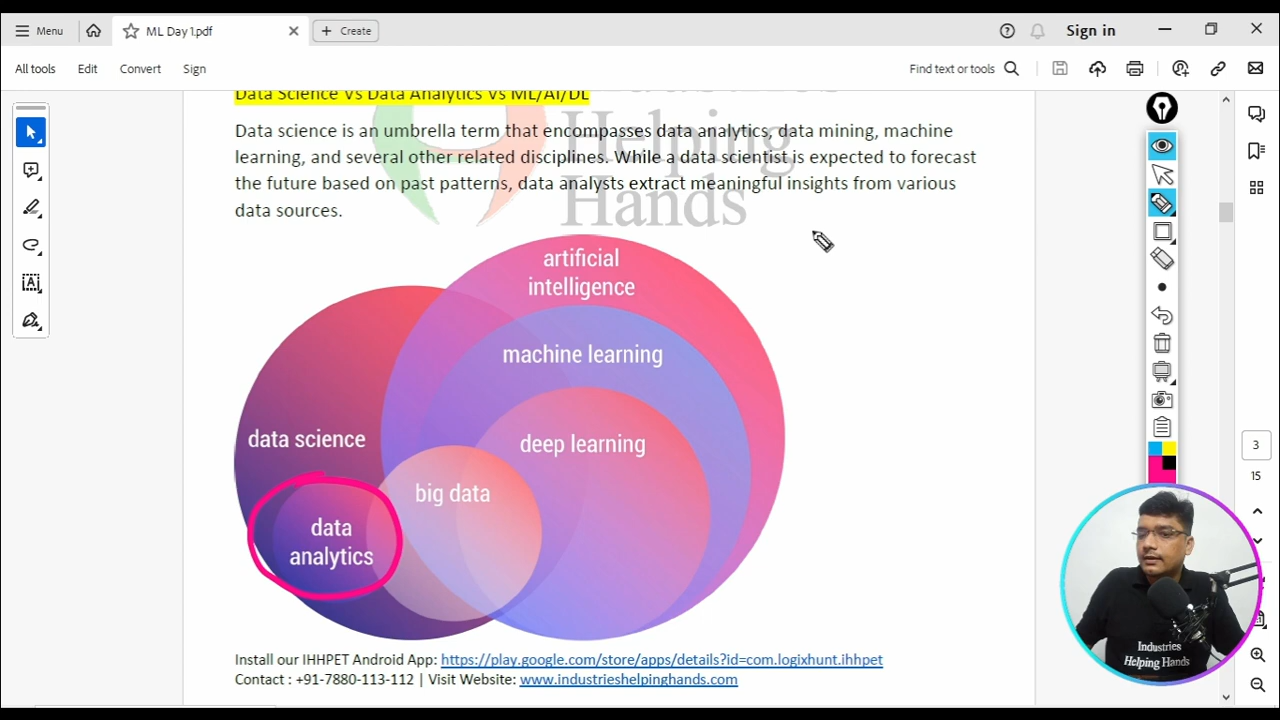 Menu
ML Day 1.pdf
Create
Sign in
All tools
Edit
Convert
Sign
Find text or tools
Data Science Vs Data Analytics Vs ML/AI/DL
Data science is an umbrella term that encompasses data analytics, data mining, machine
learning, and several other related disciplines. While a data scientist is expected to forecast
the future based on past patterns, data analysts extract meaningful insights from various
data sources.
Helping
Hands
artificial
intelligence
machine learning
deep learning
data science
big data
data
analytics
3
15
Install our IHHPET Android App: https://play.google.com/store/apps/details?id=com.logixhunt.ihhpet
Contact : +91-7880-113-112 | Visit Website: www.industrieshelpinghands.com
Industries
Helping Hands